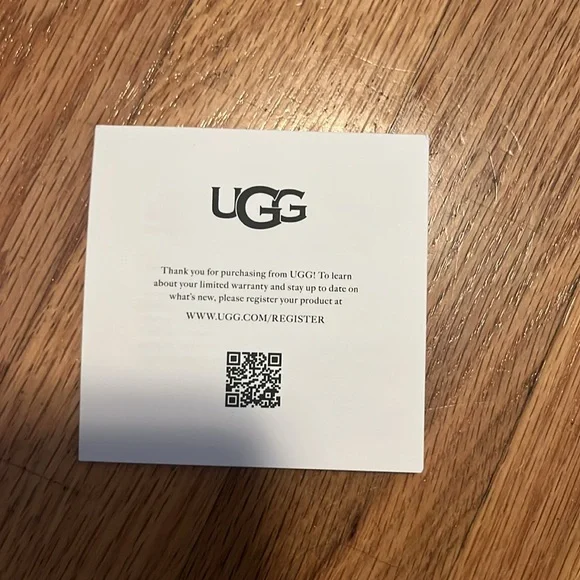 UGG
Thank you for purchasing from UGG! To learn
about your limited warranty and stay up to date on
what's new, please register your product at
WWW.UGG.COM/REGISTER